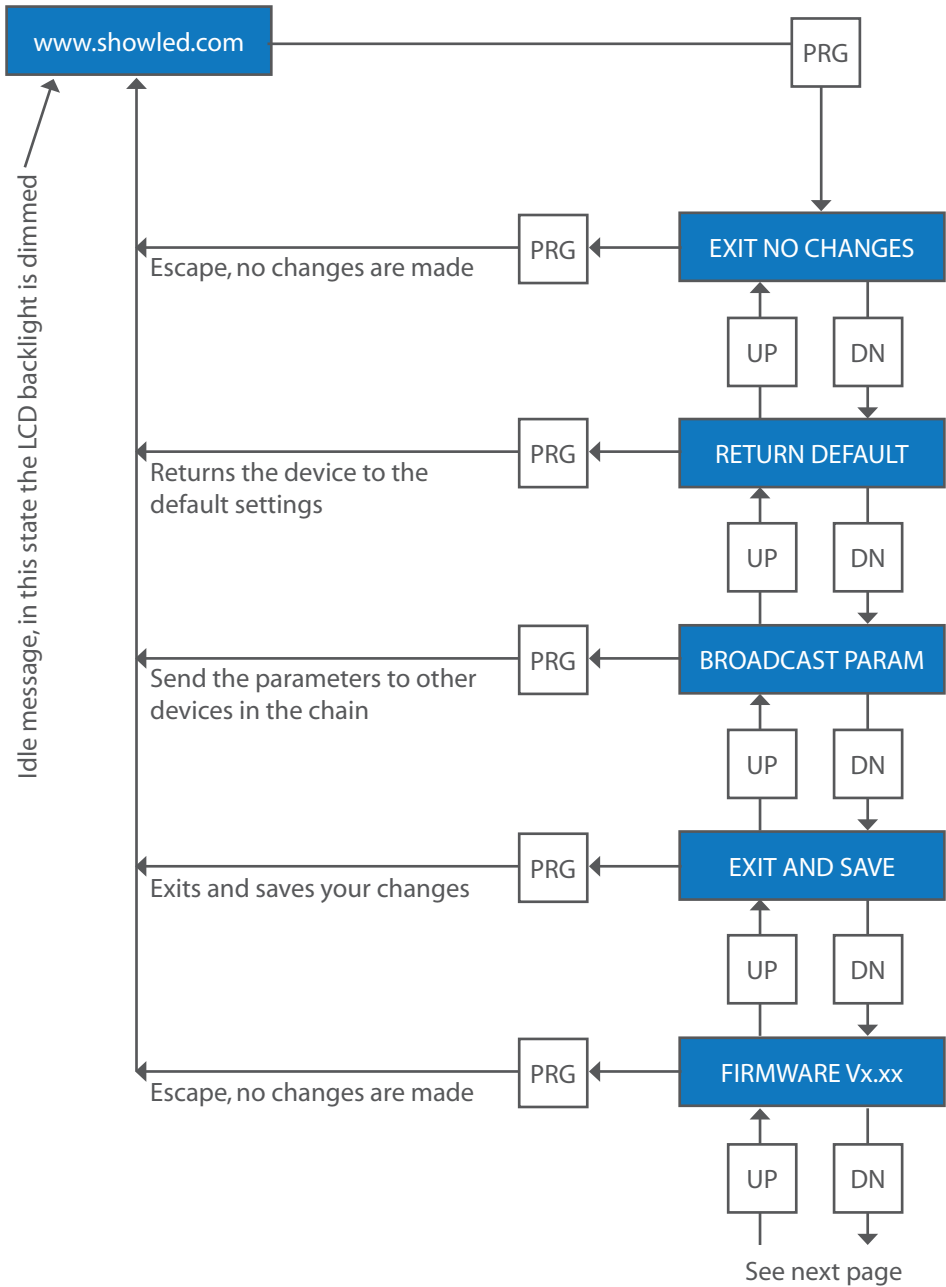 www.showled.com
PRG
Idle message, in this state the LCD backlight is dimmed
EXIT NO CHANGES
PRG
Escape, no changes are made
UP
DN
RETURN DEFAULT
PRG
Returns the device to the
default settings
UP
DN
BROADCAST PARAM
PRG
Send the parameters to other
devices in the chain
UP
DN
EXIT AND SAVE
PRG
Exits and saves your changes
UP
DN
FIRMWARE Vx.xx
PRG
Escape, no changes are made
UP
DN
See next page